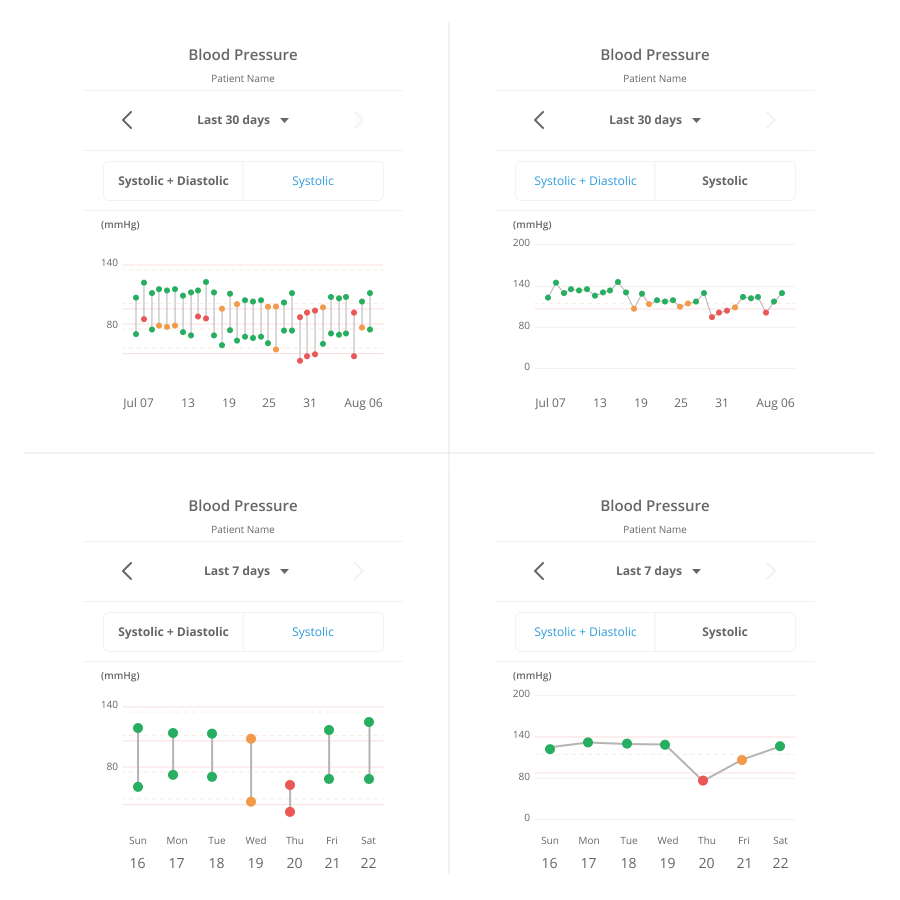 Blood Pressure
Patient Name
Last 30 days
Systolic + Diastolic Systolic
(mmHg)
140
80
Jul 07 13 19 25 31 Aug 06
Blood Pressure
Patient Name
Last 30 days
Systolic + Diastolic Systolic
(mmHg)
200
140
80
0
Jul 07 13 19 25 31 Aug 06
Blood Pressure
Patient Name
Last 7 days
Systolic + Diastolic Systolic
(mmHg)
140
80
Sun Mon Tue Wed Thu Fri Sat
16 17 18 19 20 21 22
Blood Pressure
Patient Name
Last 7 days
Systolic + Diastolic Systolic
(mmHg)
200
140
80
0
Sun Mon Tue Wed Thu Fri Sat
16 17 18 19 20 21 22